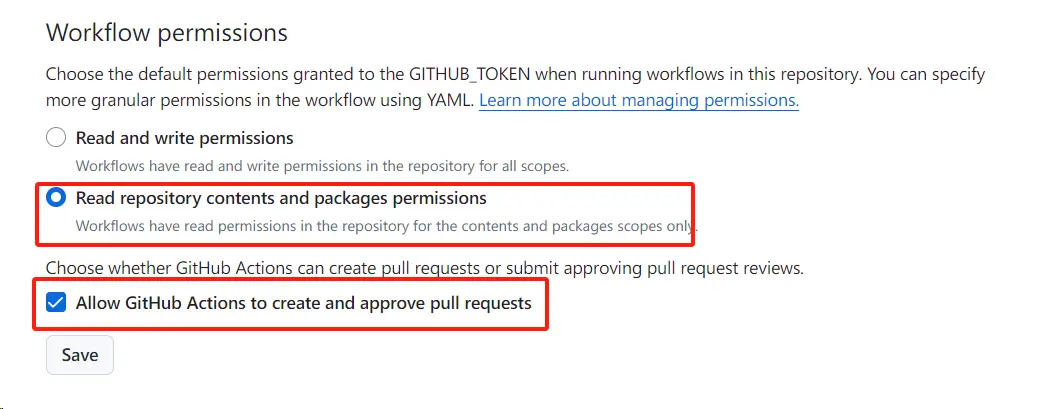 Workflow permissions
Choose the default permissions granted to the GITHUB_TOKEN when running workflows in this repository. You can specify
more granular permissions in the workflow using YAML. Learn more about managing permissions.
Read and write permissions
Workflows have read and write permissions in the repository for all scopes.
Read repository contents and packages permissions
Workflows have read permissions in the repository for the contents and packages scopes only.
Choose whether GitHub Actions can create pull requests or submit approving pull request reviews.
Allow GitHub Actions to create and approve pull requests
Save